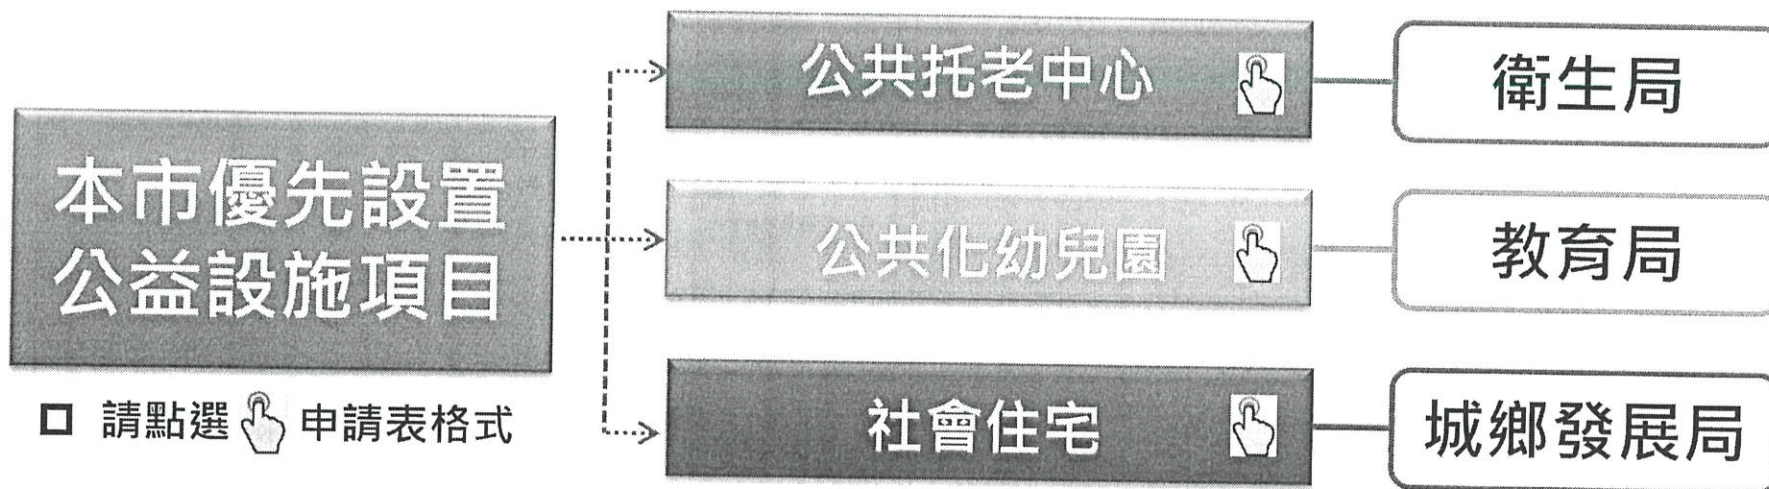 本市優先設置
公益設施項目
請點選 申請表格式
公共托老中心
衛生局
公共化幼兒園
教育局
社會住宅
城鄉發展局